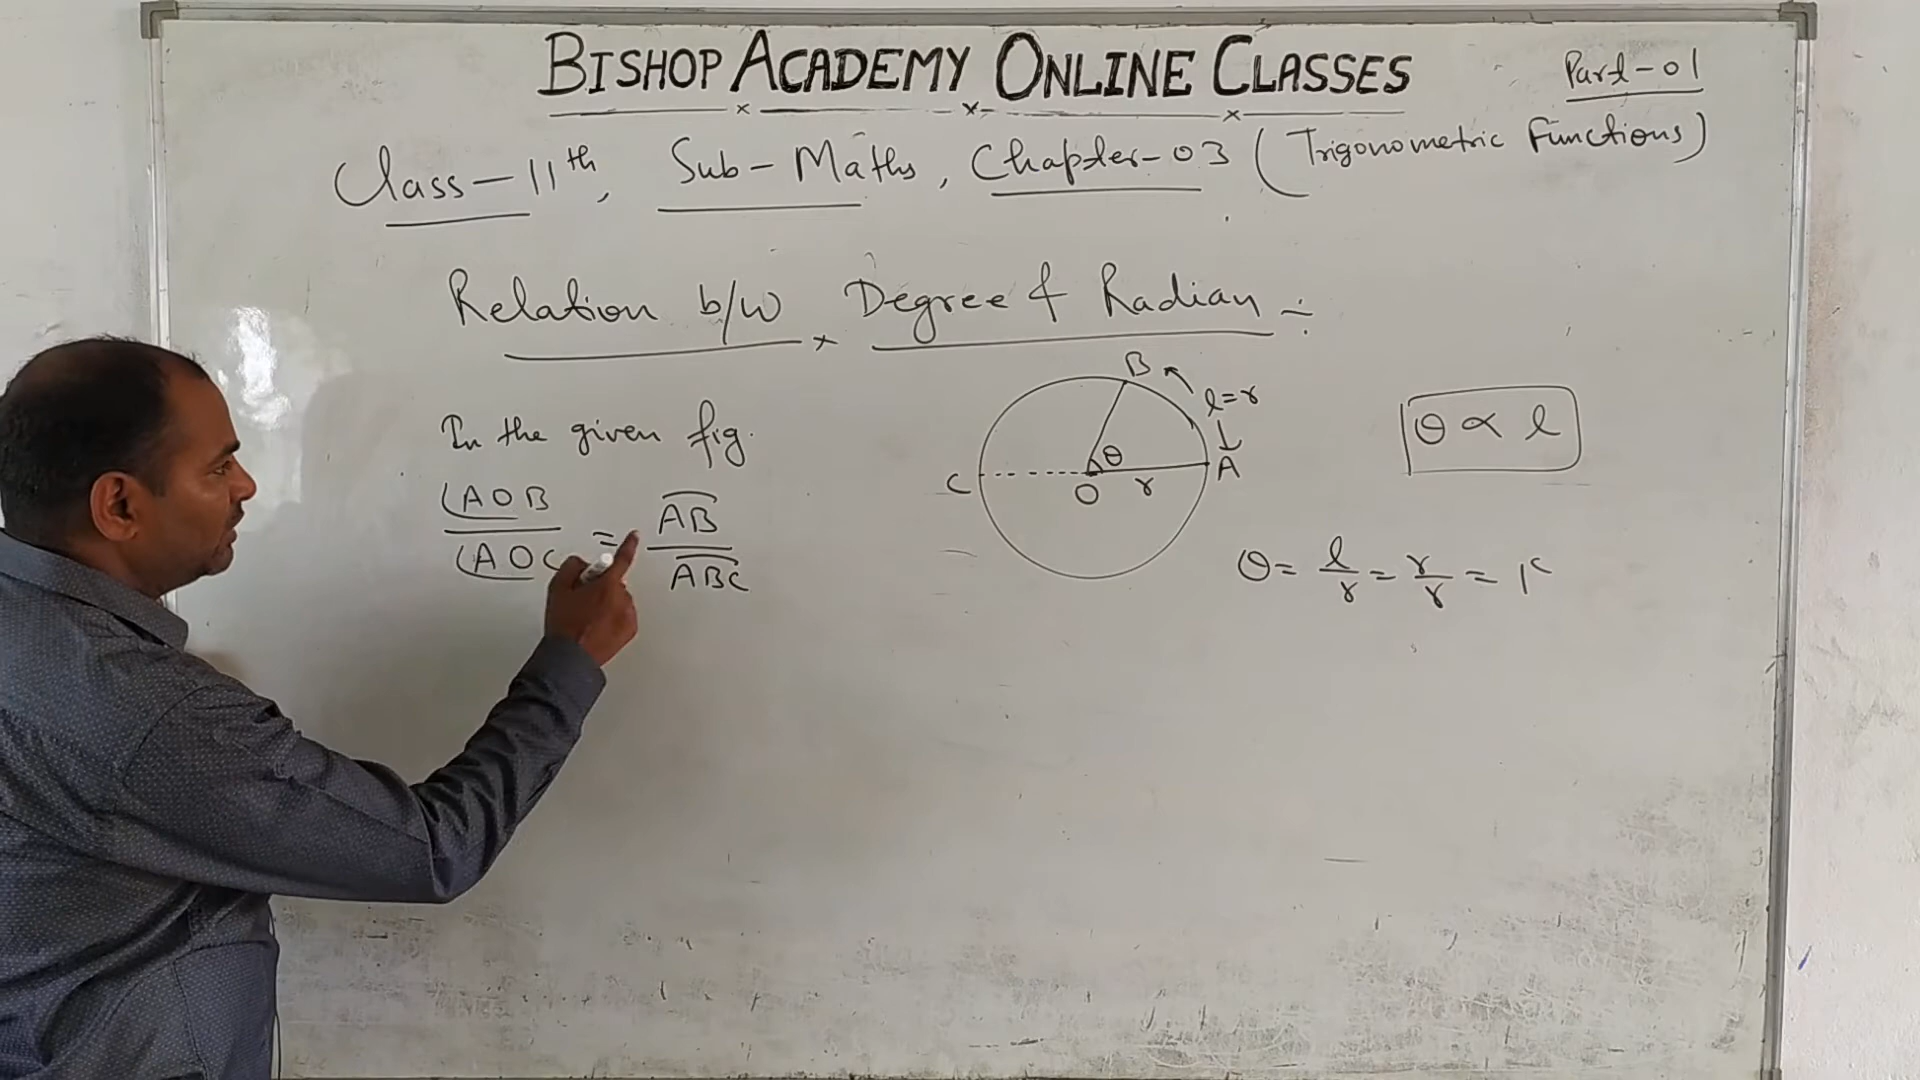 BISHOP ACADEMY ONLINE CLASSES
Part-01
Class-11th, Sub-Maths, Chapter-03 (Trigonometric Functions)
Relation b/w Degree & Radian ÷
In the given fig.
∠AOB / ∠AOC = AB / ABC
B
l=r
θ
A
C
O
r
θ ∝ l
θ = l/r = r/r = 1ᶜ